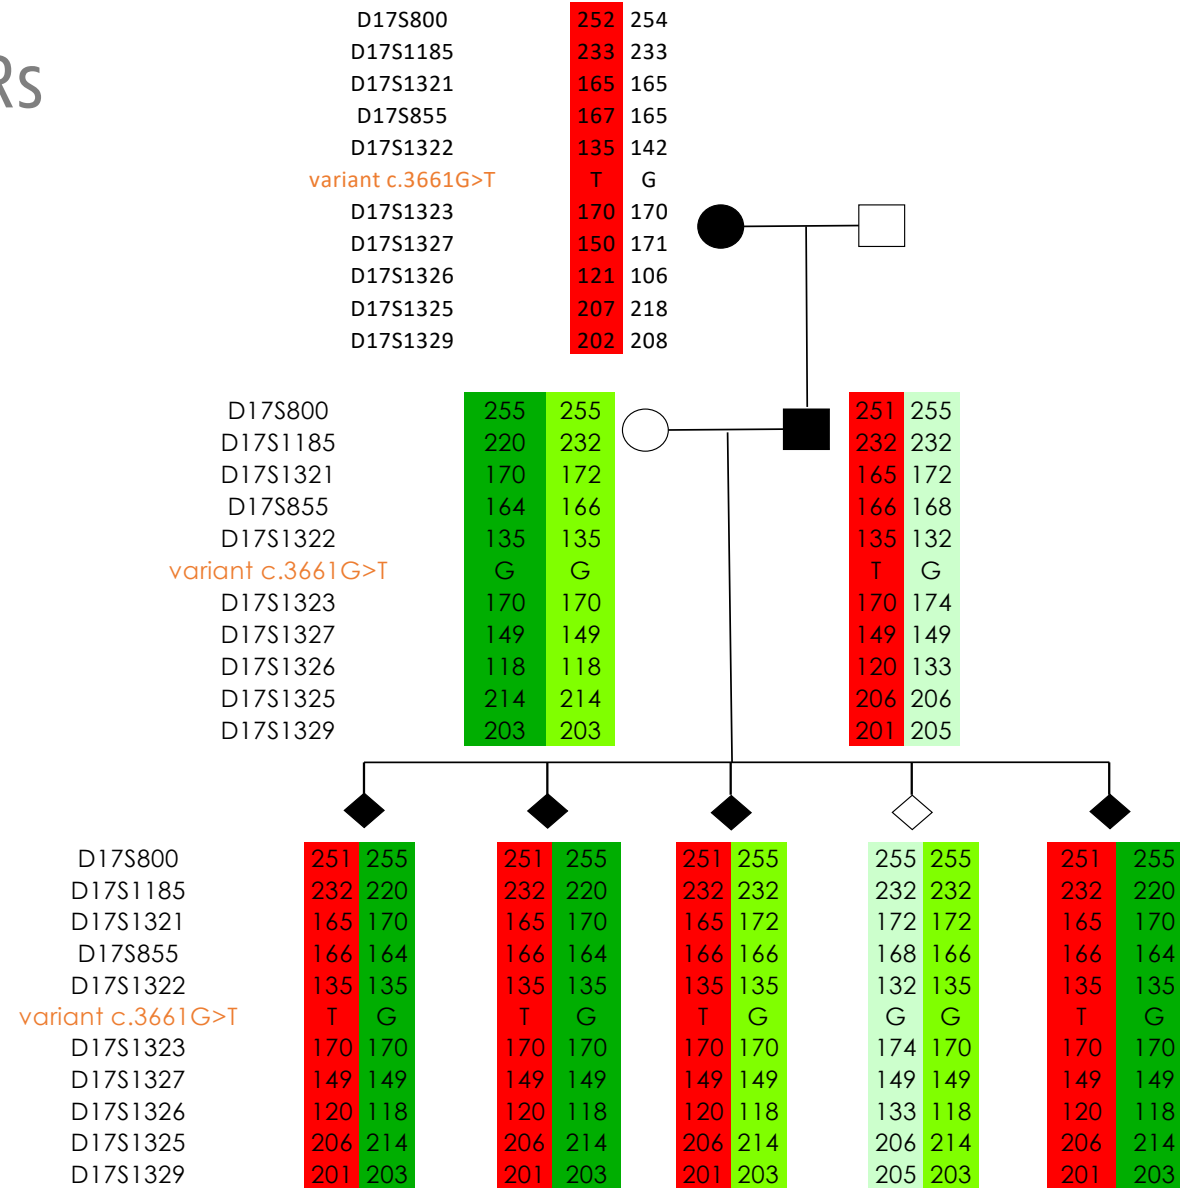 Rs
D17S800 252 254
D17S1185 233 233
D17S1321 165 165
D17S855 167 165
D17S1322 135 142
variant c.3661G>T T G
D17S1323 170 170
D17S1327 150 171
D17S1326 121 106
D17S1325 207 218
D17S1329 202 208
D17S800 255 255 251 255
D17S1185 220 232 232 232
D17S1321 170 172 165 172
D17S855 164 166 166 168
D17S1322 135 135 135 132
variant c.3661G>T G G T G
D17S1323 170 170 170 174
D17S1327 149 149 149 149
D17S1326 118 118 120 133
D17S1325 214 214 206 206
D17S1329 203 203 201 205
D17S800 251 255 251 255 251 255 255 255 251 255
D17S1185 232 220 232 220 232 232 232 232 232 220
D17S1321 165 170 165 170 165 172 172 172 165 170
D17S855 166 164 166 164 166 166 168 166 166 164
D17S1322 135 135 135 135 135 135 132 135 135 135
variant c.3661G>T T G T G T G G G T G
D17S1323 170 170 170 170 170 170 174 170 170 170
D17S1327 149 149 149 149 149 149 149 149 149 149
D17S1326 120 118 120 118 120 118 133 118 120 118
D17S1325 206 214 206 214 206 214 206 214 206 214
D17S1329 201 203 201 203 201 203 205 203 201 203